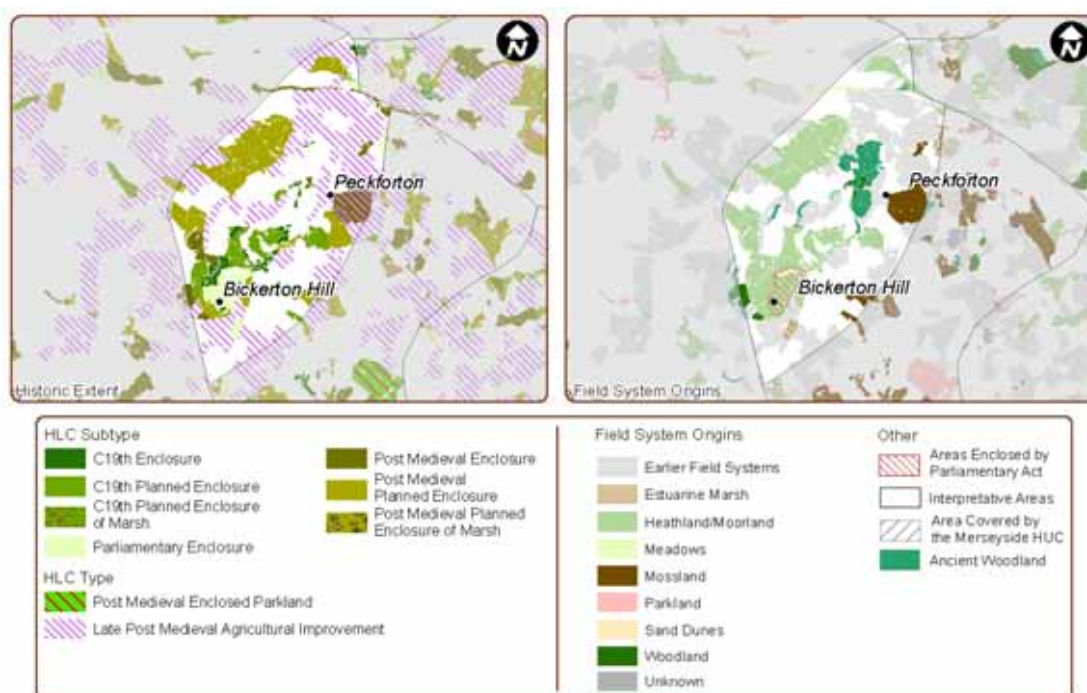 N
Peckforton
Bickerton Hill
Historic Extent
N
Peckforton
Bickerton Hill
Field System Origins
HLC Subtype
C19th Enclosure
C19th Planned Enclosure
C19th Planned Enclosure
of Marsh
Parliamentary Enclosure
Post Medieval Enclosure
Post Medieval
Planned Enclosure
Post Medieval Planned
Enclosure of Marsh
HLC Type
Post Medieval Enclosed Parkland
Late Post Medieval Agricultural Improvement
Field System Origins
Earlier Field Systems
Estuarine Marsh
Heathland/Moorland
Meadows
Mossland
Parkland
Sand Dunes
Woodland
Unknown
Other
Areas Enclosed by
Parliamentary Act
Interpretative Areas
Area Covered by
the Merseyside HUC
Ancient Woodland